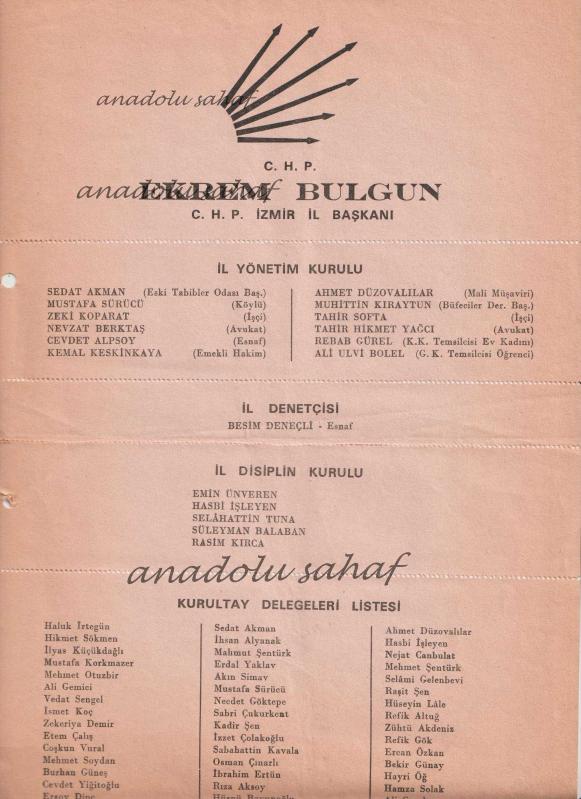 anadolu sahaf
C. H. P.
anadolu sahaf
EKREM BULGUN
C. H. P. İZMİR İL BAŞKANI
İL YÖNETİM KURULU
SEDAT AKMAN (Eski Tabibler Odası Baş.)
MUSTAFA SÜRÜCÜ (Köylü)
ZEKİ KOPARAT (İşçi)
NEVZAT BERKTAŞ (Avukat)
CEVDET ALPSOY (Esnaf)
KEMAL KESKİNKAYA (Emekli Hakim)
AHMET DÜZOVALILAR (Mali Müşaviri)
MUHİTTİN KIRAYTUN (Büfeciler Der. Baş.)
TAHİR SOFTA (İşçi)
TAHİR HİKMET YAĞCI (Avukat)
REBAB GÜREL (K.K. Temsilcisi Ev Kadını)
ALİ ULVİ BOLEL (G.K. Temsilcisi Öğrenci)
İL DENETÇİSİ
BESİM DENEÇLİ - Esnaf
İL DİSİPLİN KURULU
EMİN ÜNVEREN
HASBİ İŞLEYEN
SELÂHATTİN TUNA
SÜLEYMAN BALABAN
RASİM KIRCA
anadolu sahaf
KURULTAY DELEGELERİ LİSTESİ
Haluk İrtegün
Hikmet Sökmen
İlyas Küçükdağlı
Mustafa Korkmazer
Mehmet Otuzbir
Ali Gemici
Vedat Sengel
İsmet Koç
Zekeriya Demir
Etem Çalış
Coşkun Vural
Mehmet Soydan
Burhan Güneş
Cevdet Yiğitoğlu
Ersoy Dinç
Sedat Akman
İhsan Alyanak
Mahmut Şentürk
Erdal Yaklav
Akın Simav
Mustafa Sürücü
Necdet Göktepe
Sabri Çukurkent
Kadir Şen
İzzet Çolakoğlu
Sabahattin Kavala
Osman Çınarlı
İbrahim Ertün
Rıza Aksoy
Ahmet Düzovalılar
Hasbi İşleyen
Nejat Canbulat
Mehmet Şentürk
Selâmi Gelenbevi
Raşit Şen
Hüseyin Lâle
Refik Altuğ
Zühtü Akdeniz
Refik Gök
Ercan Özkan
Bekir Günay
Hayri Öğ
Hamza Solak